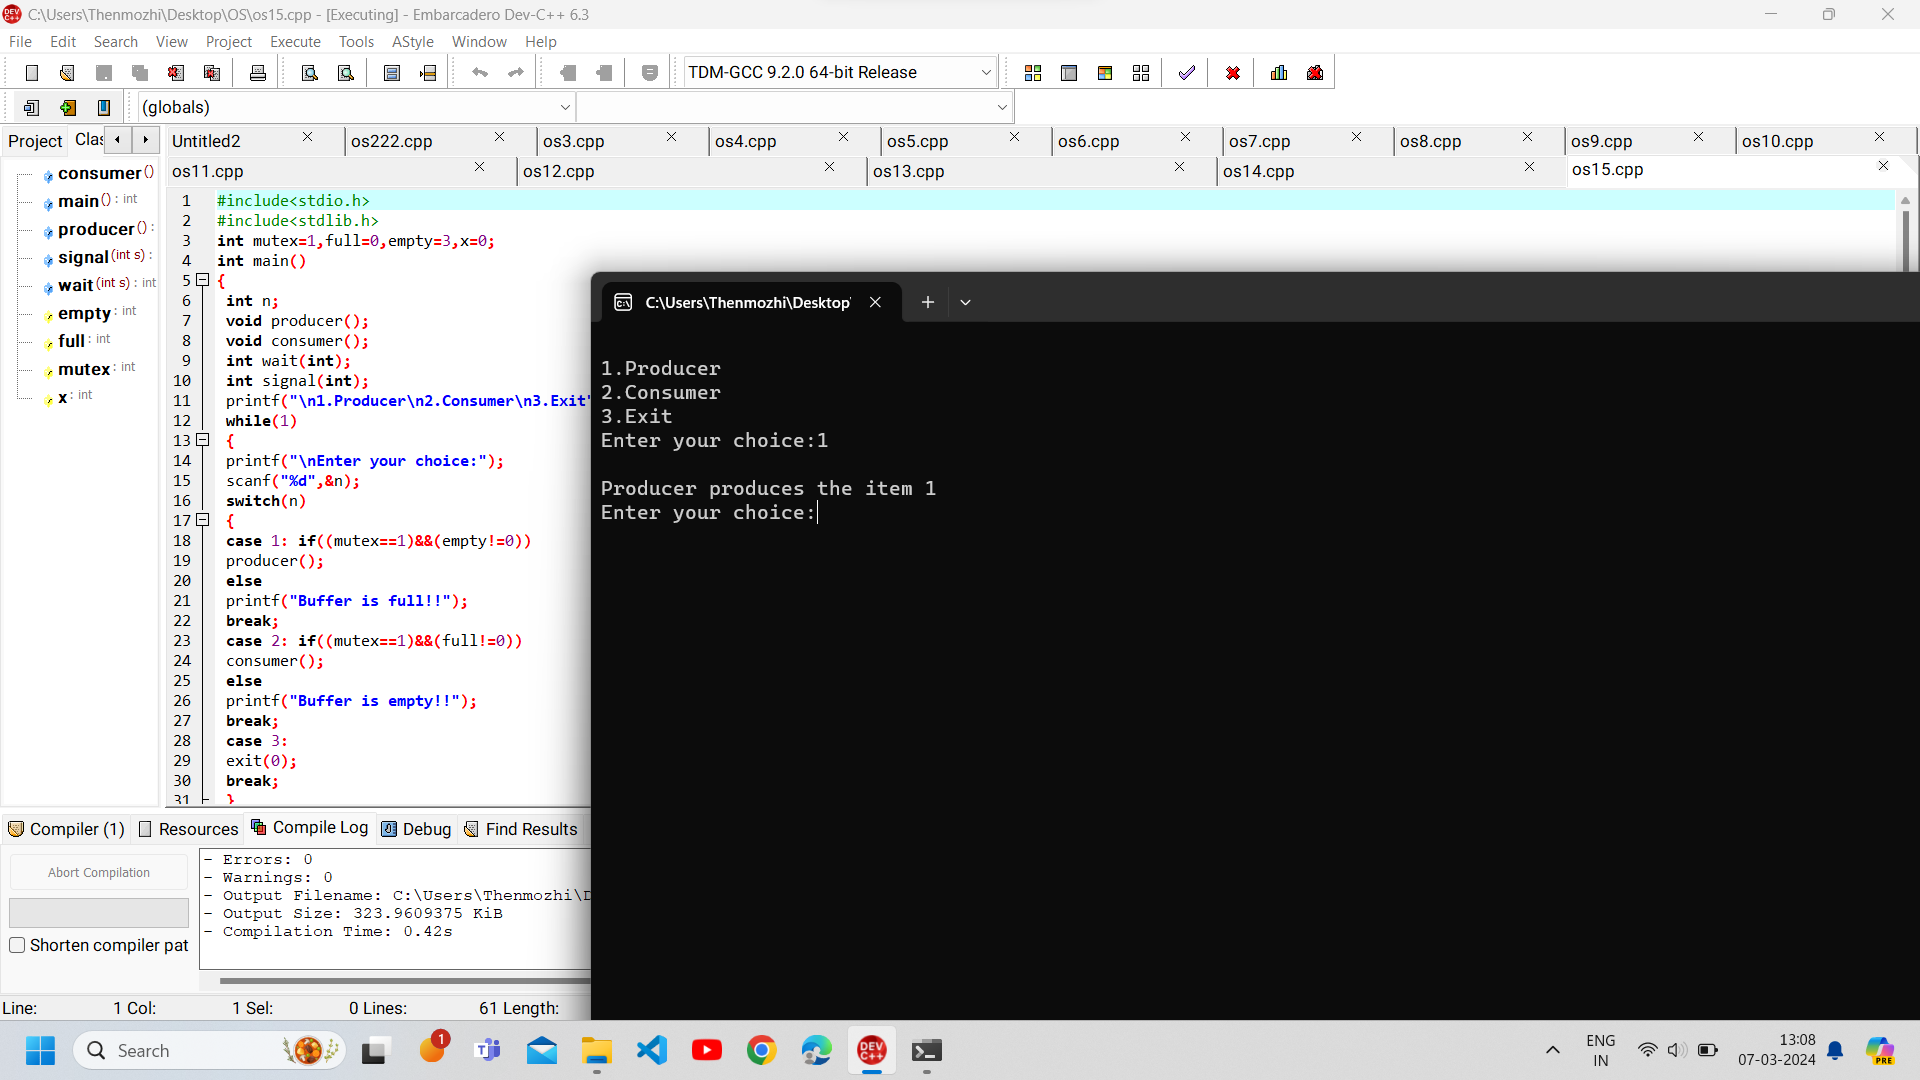 C:\Users\Thenmozhi\Desktop\OS\os15.cpp - [Executing] - Embarcadero Dev-C++ 6.3
File Edit Search View Project Execute Tools AStyle Window Help
TDM-GCC 9.2.0 64-bit Release
(globals)
Project Clas
Untitled2 os222.cpp os3.cpp os4.cpp os5.cpp os6.cpp os7.cpp os8.cpp os9.cpp os10.cpp
os11.cpp os12.cpp os13.cpp os14.cpp os15.cpp
consumer()
main() : int
producer() :
signal(int s) :
wait(int s) : int
empty : int
full : int
mutex : int
x : int
1 #include<stdio.h>
2 #include<stdlib.h>
3 int mutex=1,full=0,empty=3,x=0;
4 int main()
5 {
6 int n;
7 void producer();
8 void consumer();
9 int wait(int);
10 int signal(int);
11 printf("\n1.Producer\n2.Consumer\n3.Exit"
12 while(1)
13 {
14 printf("\nEnter your choice:");
15 scanf("%d",&n);
16 switch(n)
17 {
18 case 1: if((mutex==1)&&(empty!=0))
19 producer();
20 else
21 printf("Buffer is full!!");
22 break;
23 case 2: if((mutex==1)&&(full!=0))
24 consumer();
25 else
26 printf("Buffer is empty!!");
27 break;
28 case 3:
29 exit(0);
30 break;
31 }
C:\Users\Thenmozhi\Desktop\
1.Producer
2.Consumer
3.Exit
Enter your choice:1
Producer produces the item 1
Enter your choice:
Compiler (1) Resources Compile Log Debug Find Results
Abort Compilation
Shorten compiler pat
- Errors: 0
- Warnings: 0
- Output Filename: C:\Users\Thenmozhi\D
- Output Size: 323.9609375 KiB
- Compilation Time: 0.42s
Line: 1 Col: 1 Sel: 0 Lines: 61 Length:
Search
1
DEV C++
PRE
ENG
IN
13:08
07-03-2024